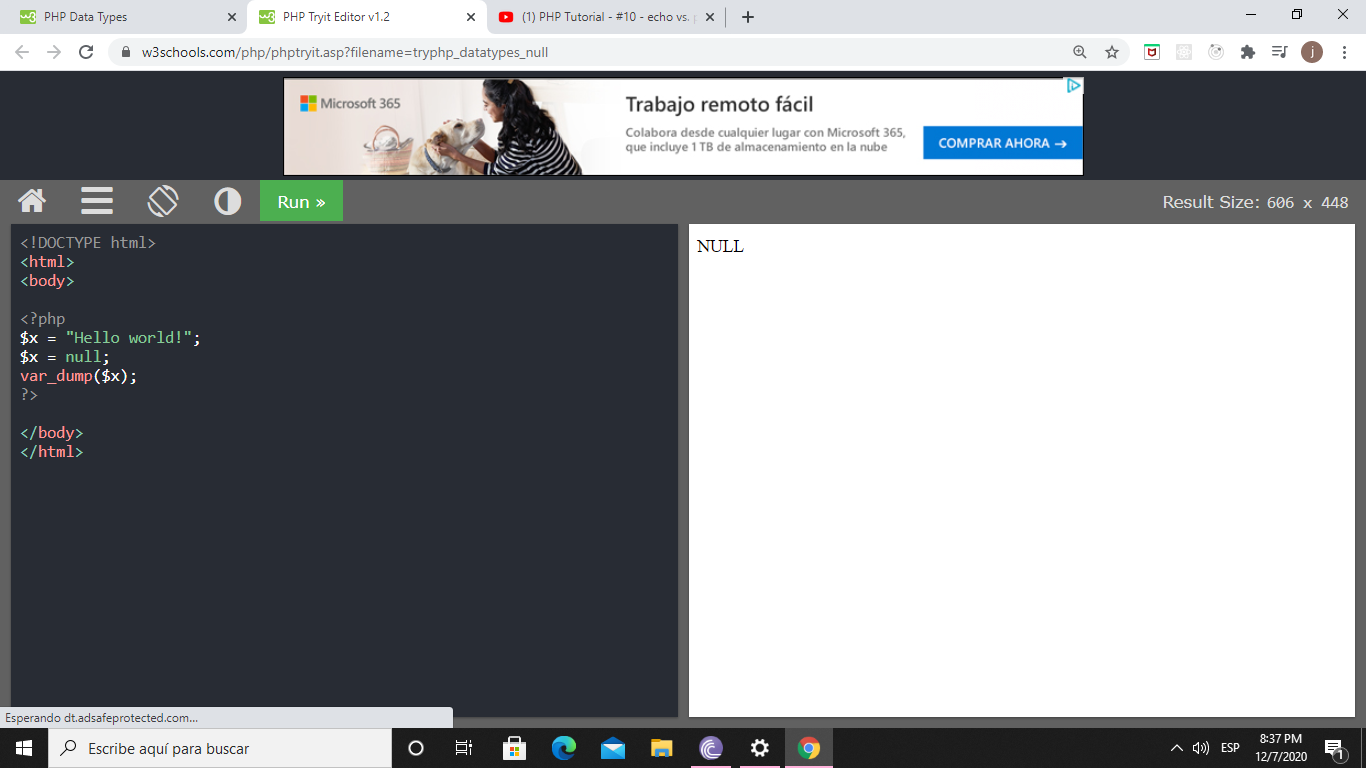 PHP Data Types
PHP Tryit Editor v1.2
(1) PHP Tutorial - #10 - echo vs.
w3schools.com/php/phptryit.asp?filename=tryphp_datatypes_null
j
Microsoft 365
Trabajo remoto fácil
Colabora desde cualquier lugar con Microsoft 365,
que incluye 1 TB de almacenamiento en la nube
COMPRAR AHORA →
Run »
Result Size: 606 x 448
<!DOCTYPE html>
<html>
<body>
<?php
$x = "Hello world!";
$x = null;
var_dump($x);
?>
</body>
</html>
NULL
Esperando dt.adsafeprotected.com...
Escribe aquí para buscar
ESP
8:37 PM
12/7/2020
1